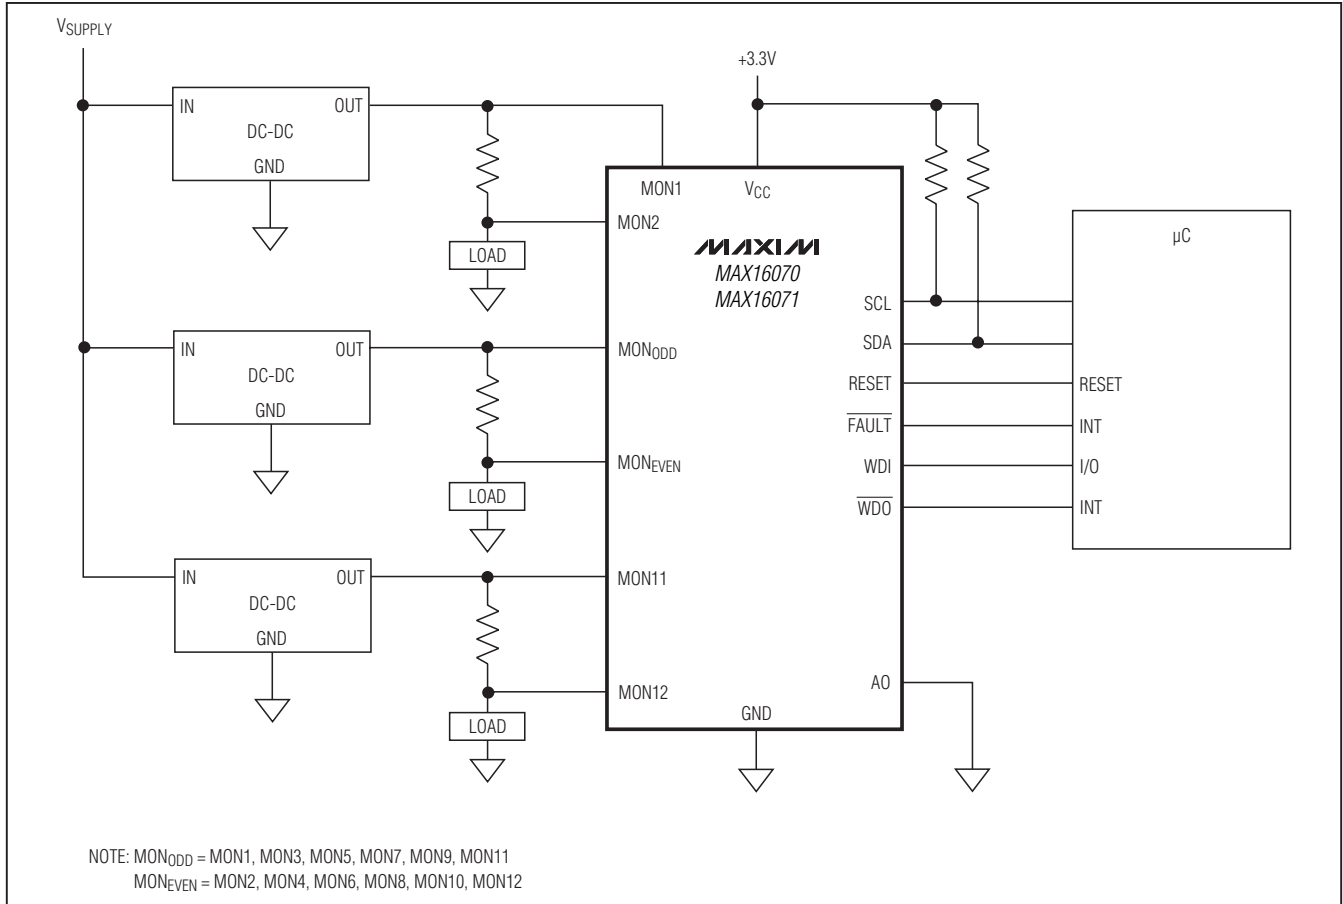 VSUPPLY
+3.3V
IN
OUT
DC-DC
GND
MON1
VCC
MON2
LOAD
MAXIM
MAX16070
MAX16071
µC
SCL
SDA
RESET
RESET
FAULT
INT
WDI
I/O
WDO
INT
IN
OUT
DC-DC
GND
MONODD
MONEVEN
LOAD
IN
OUT
DC-DC
GND
MON11
MON12
LOAD
A0
GND
NOTE: MONODD = MON1, MON3, MON5, MON7, MON9, MON11
MONEVEN = MON2, MON4, MON6, MON8, MON10, MON12